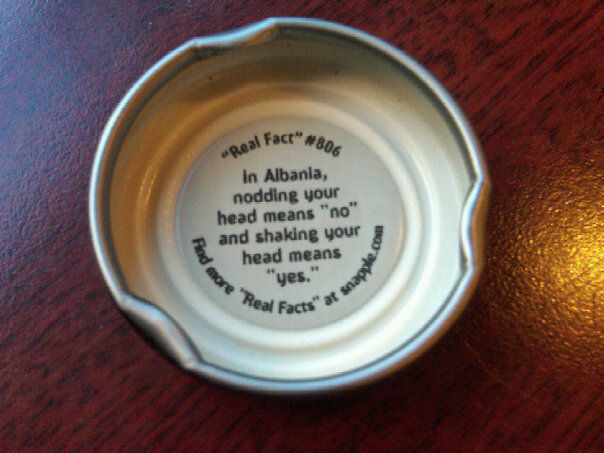 "Real Fact" #806
In Albania,
nodding your
head means "no"
and shaking your
head means
"yes."
Find more "Real Facts" at snapple.com